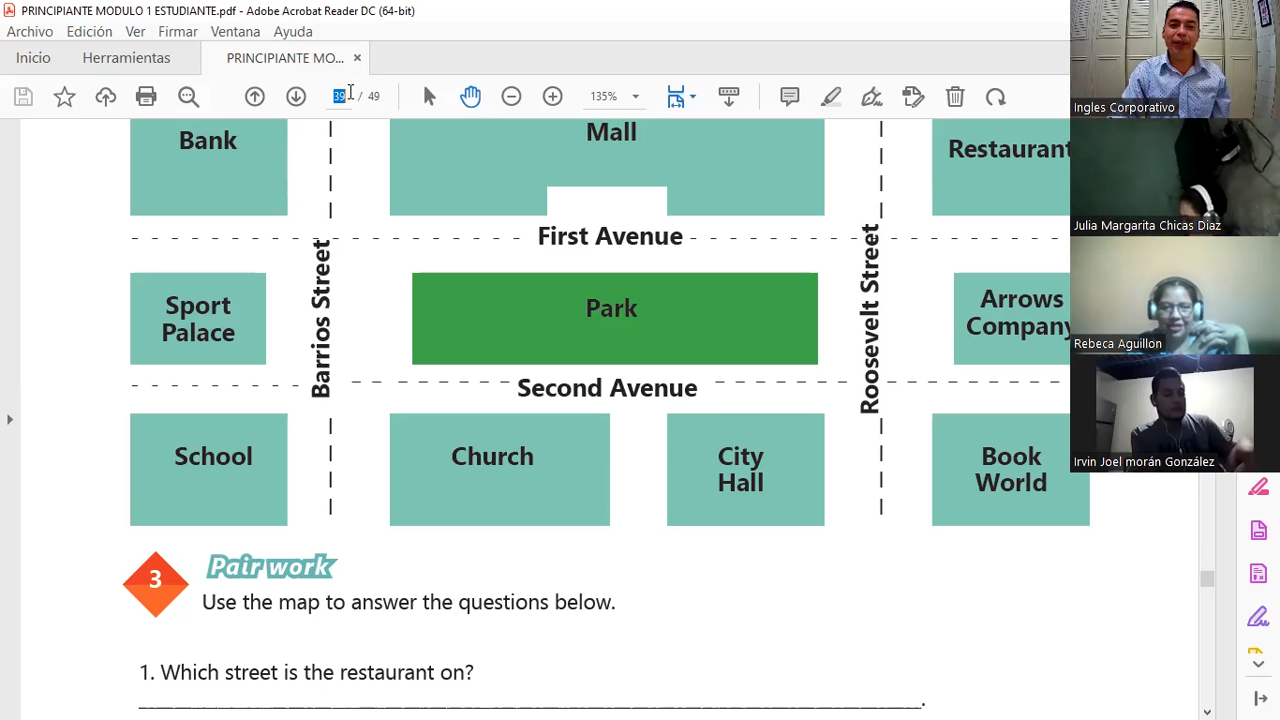 PRINCIPIANTE MODULO 1 ESTUDIANTE.pdf - Adobe Acrobat Reader DC (64-bit)
Archivo Edición Ver Firmar Ventana Ayuda
Inicio Herramientas PRINCIPIANTE MO... ×
39 / 49 135%
Bank
Mall
Restaurant
First Avenue
Barrios Street
Roosevelt Street
Sport
Palace
Park
Arrows
Company
Second Avenue
School
Church
City
Hall
Book
World
3 Pair work
Use the map to answer the questions below.
1. Which street is the restaurant on?
Ingles Corporativo
Julia Margarita Chicas Diaz
Rebeca Aguillon
Irvin Joel morán González